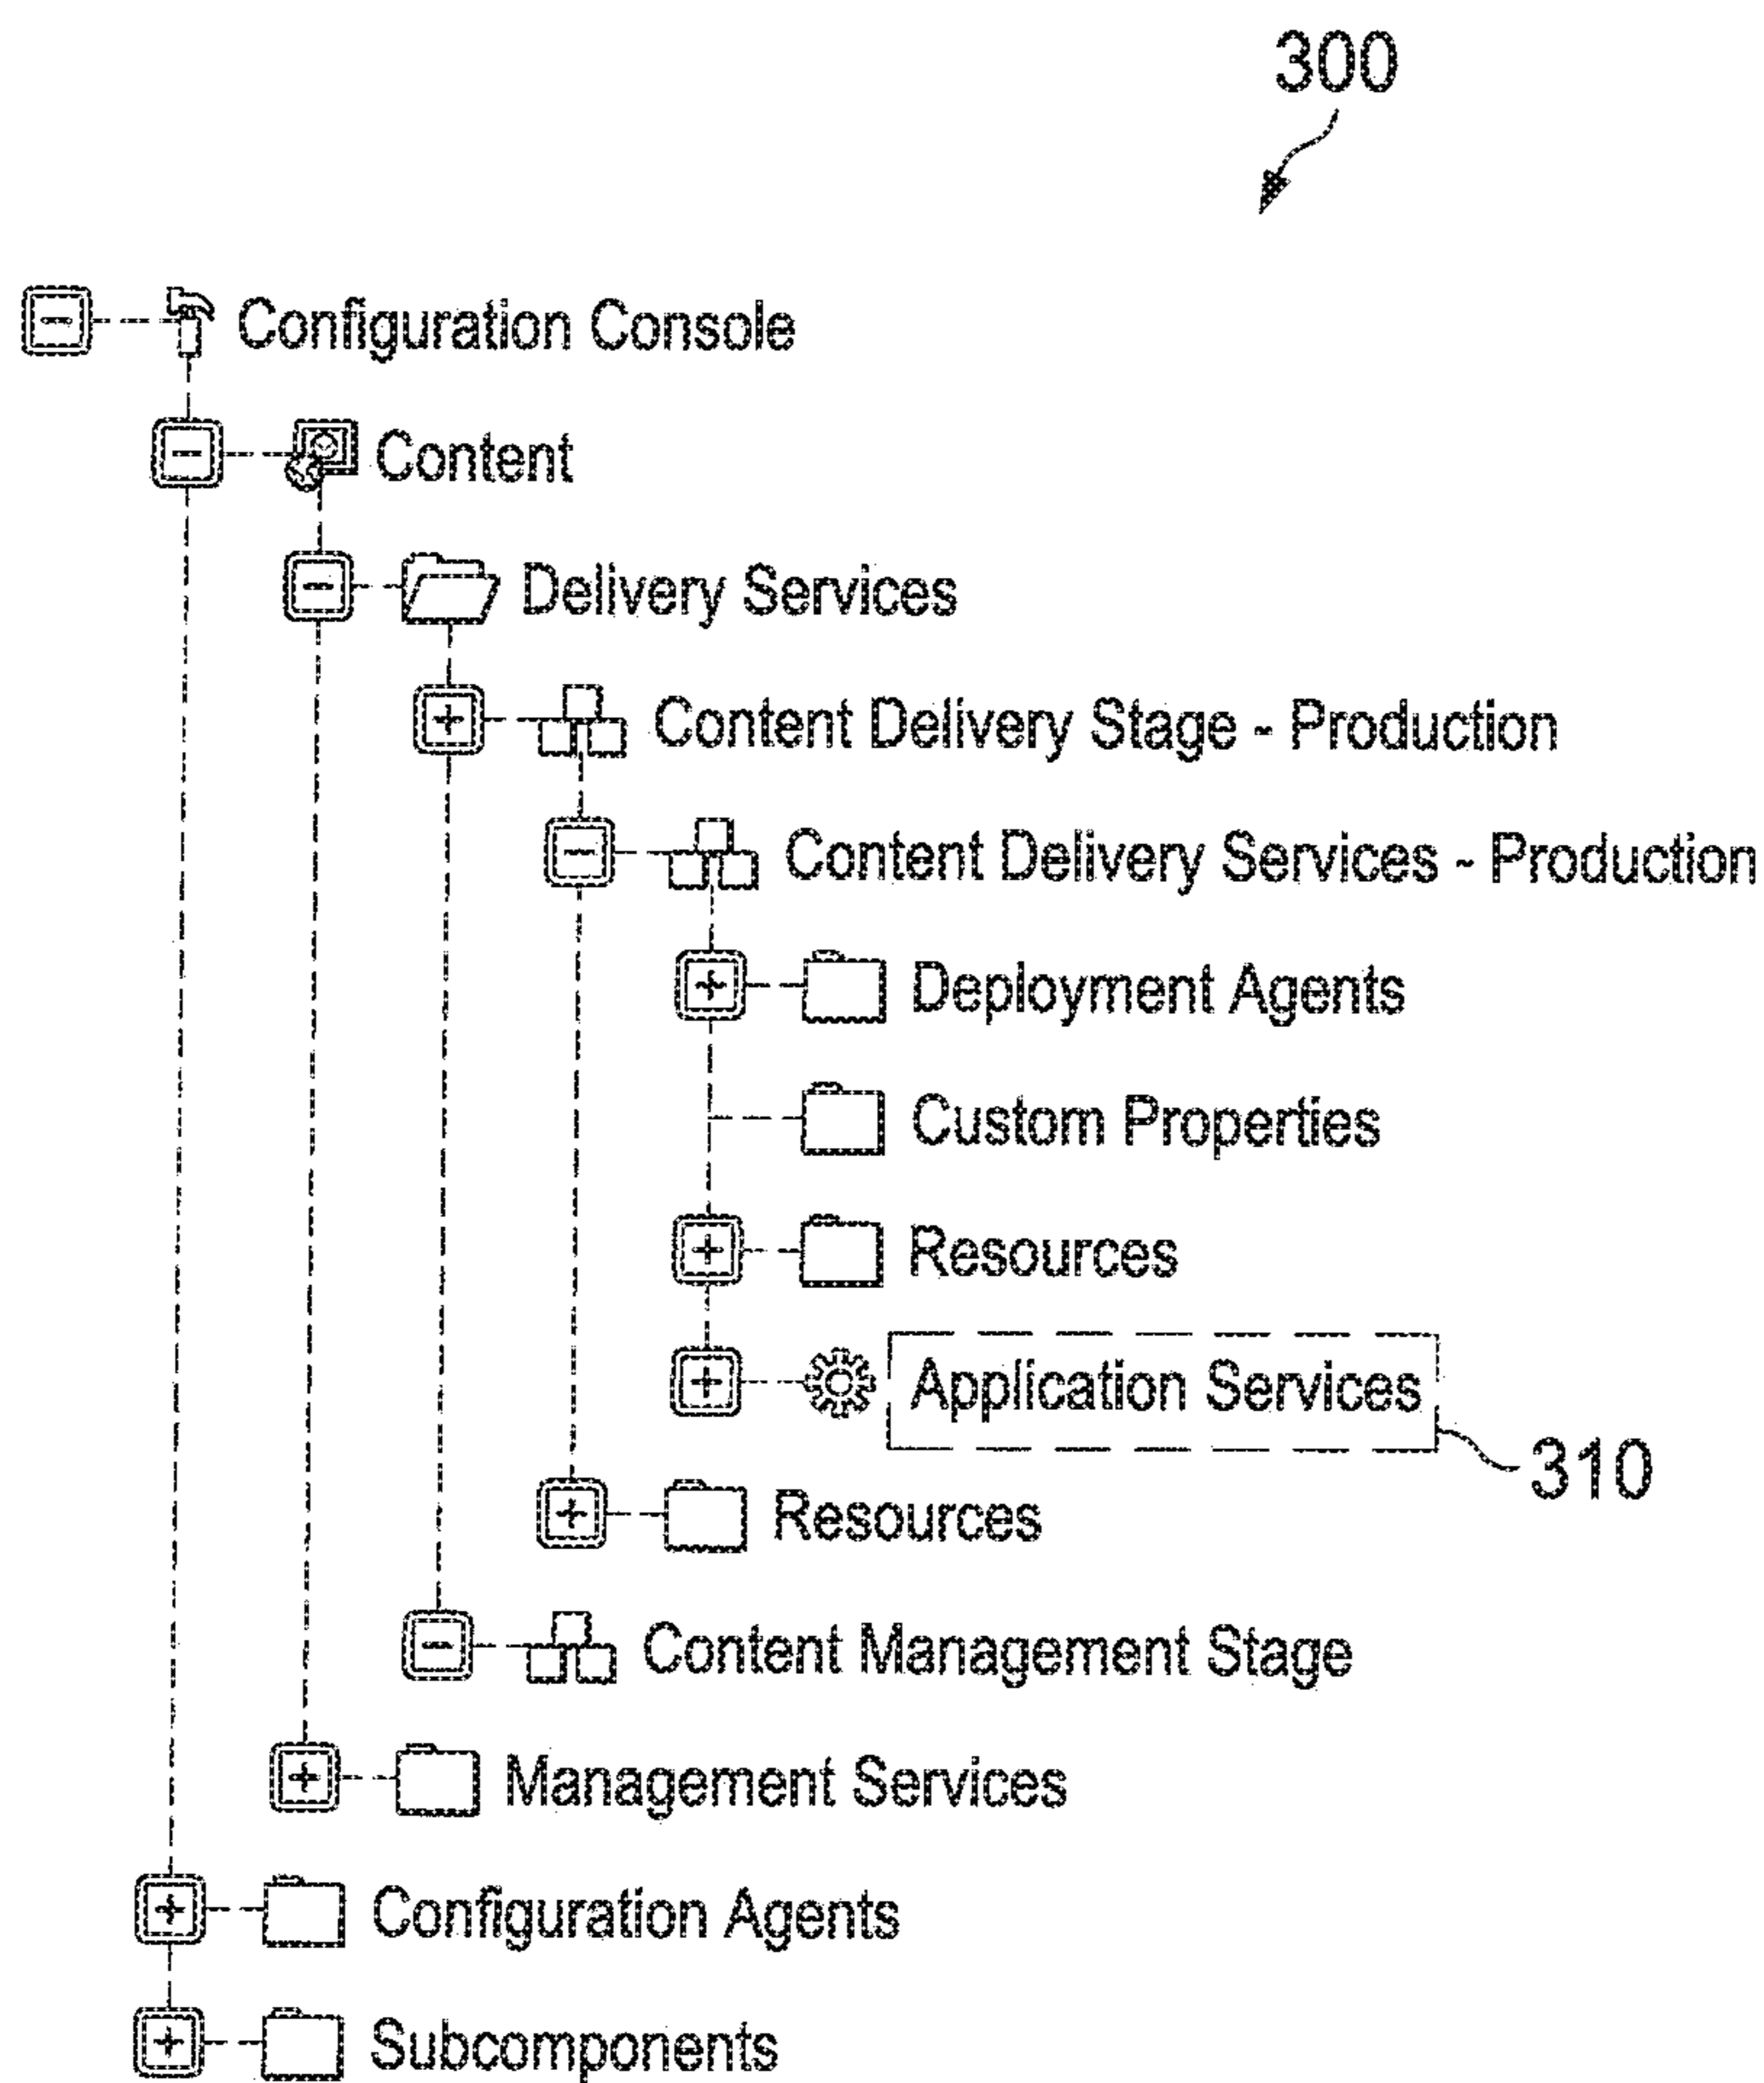 300
Configuration Console
Content
Delivery Services
Content Delivery Stage - Production
Content Delivery Services - Production
Deployment Agents
Custom Properties
Resources
Application Services
310
Resources
Content Management Stage
Management Services
Configuration Agents
Subcomponents